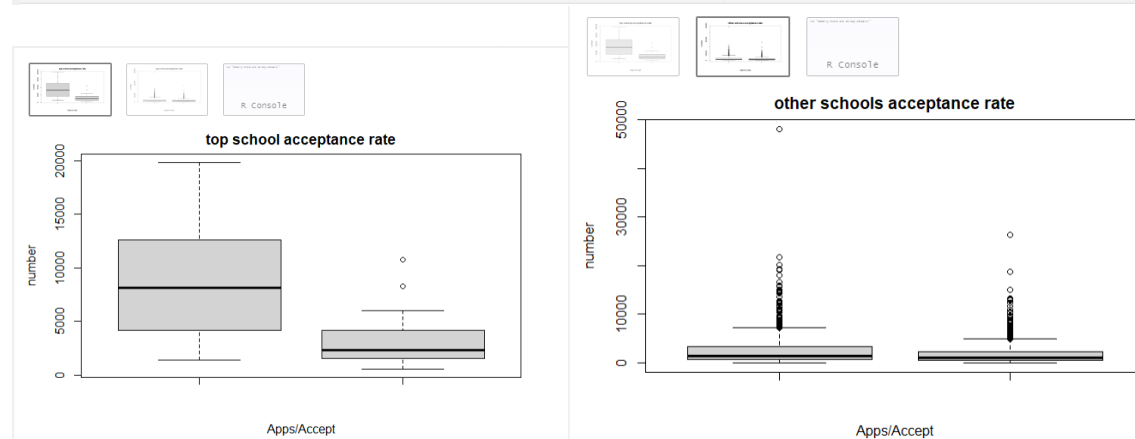 R Console
top school acceptance rate
number
20000
15000
10000
5000
0
Apps/Accept
R Console
other schools acceptance rate
number
50000
30000
10000
0
Apps/Accept